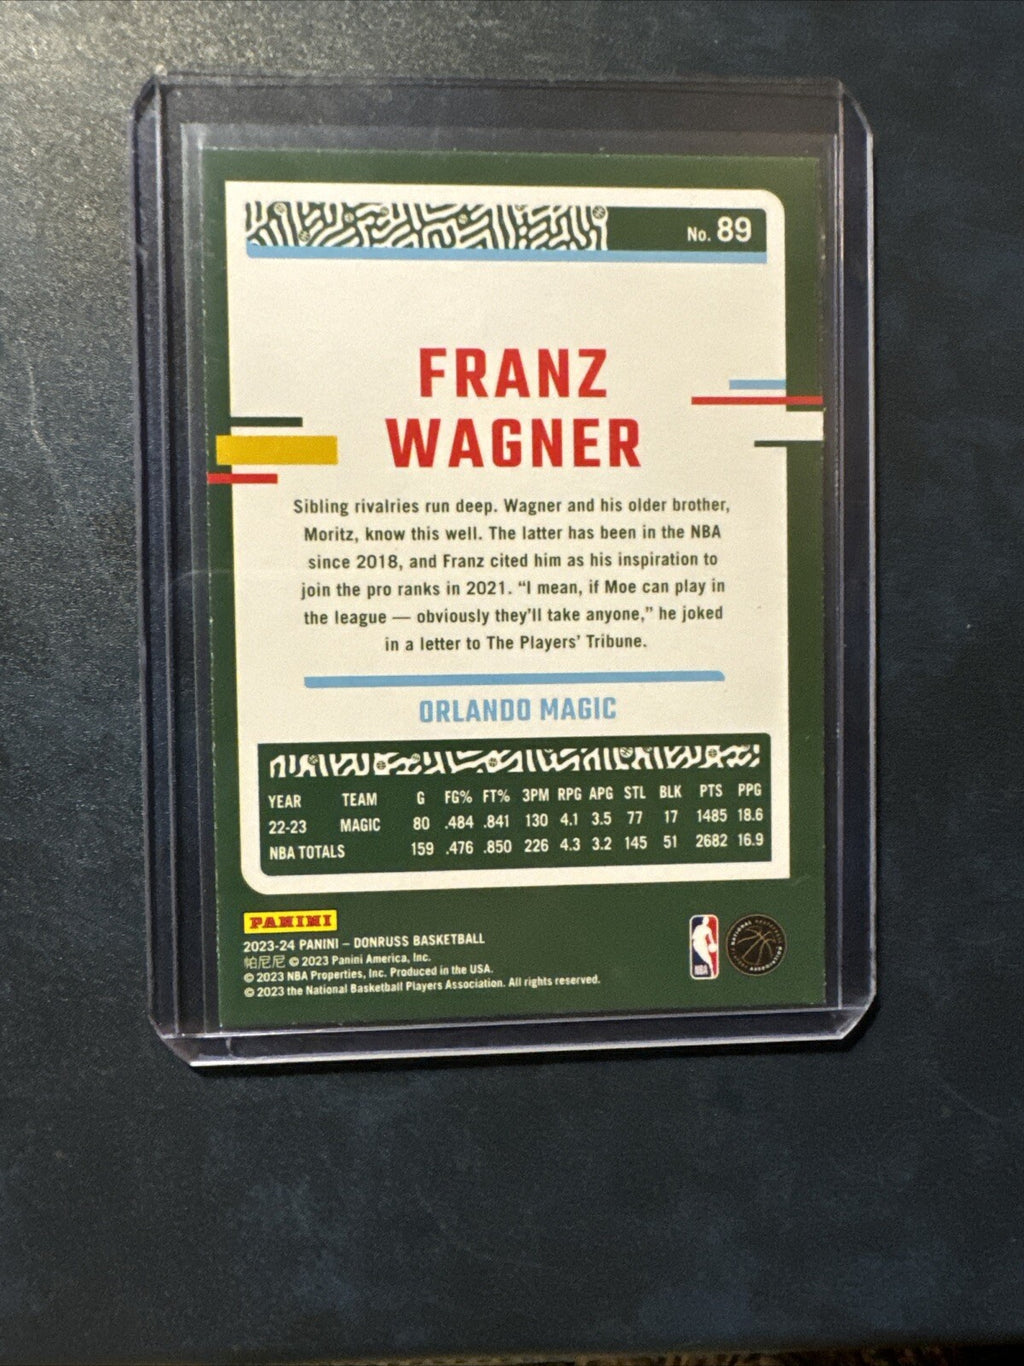 No. 89
FRANZ
WAGNER
Sibling rivalries run deep. Wagner and his older brother,
Moritz, know this well. The latter has been in the NBA
since 2018, and Franz cited him as his inspiration to
join the pro ranks in 2021. “I mean, if Moe can play in
the league — obviously they’ll take anyone,” he joked
in a letter to The Players’ Tribune.
ORLANDO MAGIC
YEAR TEAM G FG% FT% 3PM RPG APG STL BLK PTS PPG
22-23 MAGIC 80 .484 .841 130 4.1 3.5 77 17 1485 18.6
NBA TOTALS 159 .476 .850 226 4.3 3.2 145 51 2682 16.9
PANINI
2023-24 PANINI – DONRUSS BASKETBALL
帕尼尼 © 2023 Panini America, Inc.
© 2023 NBA Properties, Inc. Produced in the USA.
© 2023 the National Basketball Players Association. All rights reserved.
NBA